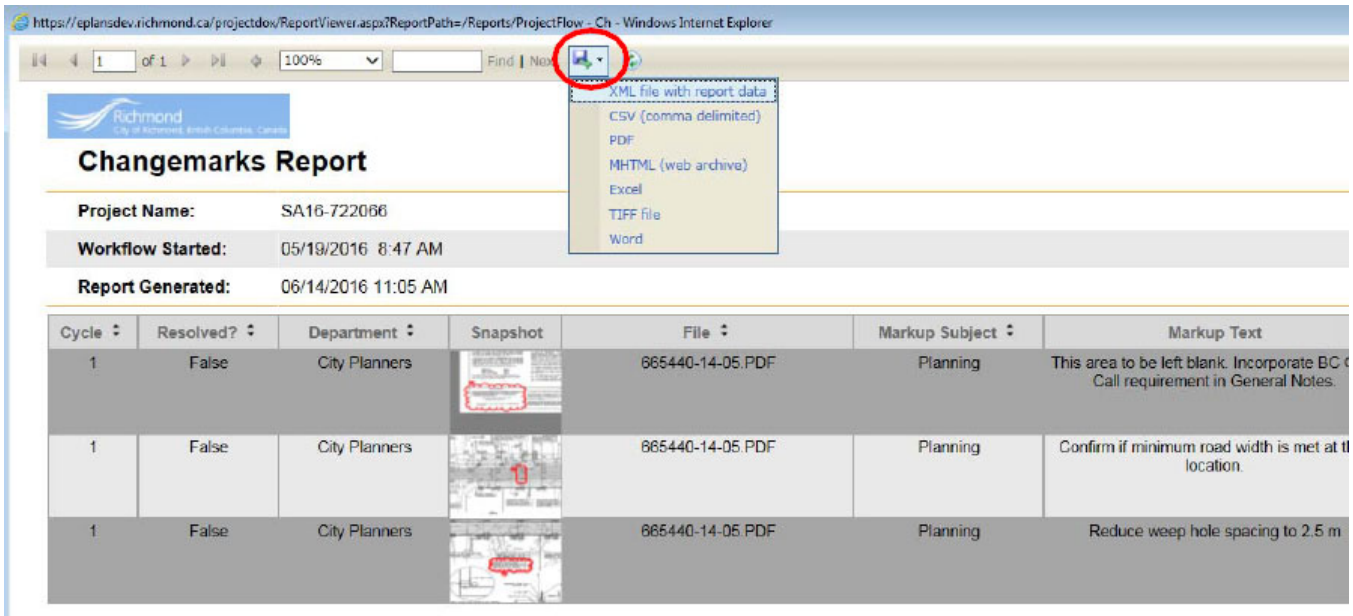 https://eplansdev.richmond.ca/projectdox/ReportViewer.aspx?ReportPath=/Reports/ProjectFlow - Ch - Windows Internet Explorer
1 of 1 100% Find | Nex
XML file with report data
CSV (comma delimited)
PDF
MHTML (web archive)
Excel
TIFF file
Word
Richmond
City of Richmond, British Columbia, Canada
Changemarks Report
Project Name: SA16-722066
Workflow Started: 05/19/2016 8:47 AM
Report Generated: 06/14/2016 11:05 AM
Cycle Resolved? Department Snapshot File Markup Subject Markup Text
1 False City Planners 665440-14-05.PDF Planning This area to be left blank. Incorporate BC
Call requirement in General Notes.
1 False City Planners 665440-14-05.PDF Planning Confirm if minimum road width is met at
location.
1 False City Planners 665440-14-05.PDF Planning Reduce weep hole spacing to 2.5 m